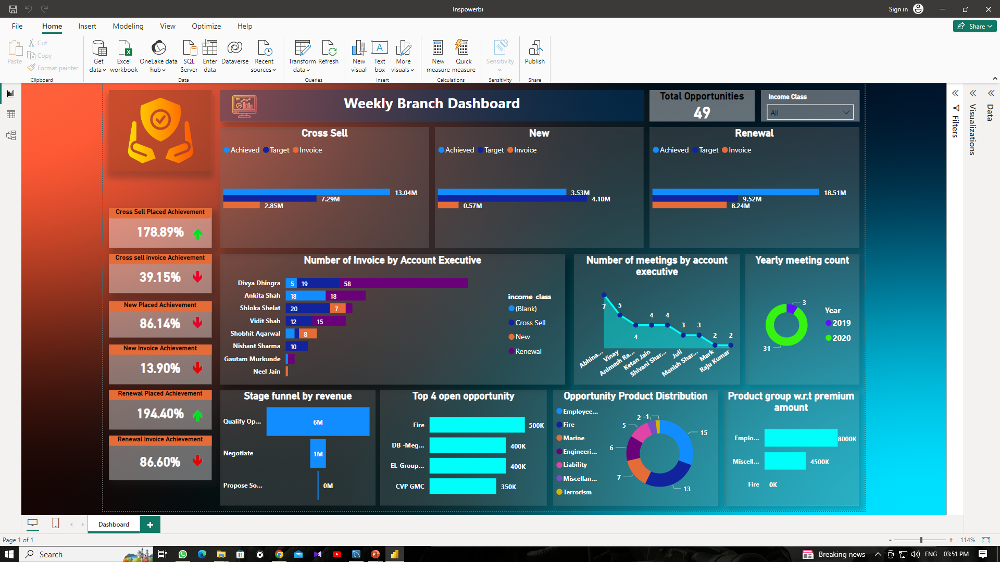 Inspowerbi
Sign in
File Home Insert Modeling View Optimize Help
Share
Paste
Cut
Copy
Format painter
Clipboard
Get data
Excel workbook
OneLake data hub
SQL Server
Enter data
Dataverse
Recent sources
Data
Transform data
Refresh
Queries
New visual
Text box
More visuals
Insert
New measure
Quick measure
Calculations
Sensitivity
Sensitivity
Publish
Share
Weekly Branch Dashboard
Total Opportunities
49
Income Class
All
Filters
Visualizations
Data
Cross Sell Placed Achievement
178.89%
Cross sell invoice Achievement
39.15%
New Placed Achievement
86.14%
New Invoice Achievement
13.90%
Renewal Placed Achievement
194.40%
Renewal Invoice Achievement
86.60%
Cross Sell
Achieved Target Invoice
13.04M
7.29M
2.85M
New
Achieved Target Invoice
3.53M
4.10M
0.57M
Renewal
Achieved Target Invoice
18.51M
9.52M
8.24M
Number of Invoice by Account Executive
Divya Dhingra 5 19 58
Ankita Shah 18 18
Shloka Shelat 20 7
Vidit Shah 12 15
Shobhit Agarwal 8
Nishant Sharma 10
Gautam Murkunde
Neel Jain
income_class
(Blank)
Cross Sell
New
Renewal
Number of meetings by account
executive
7 5 4 4 4 3 3 2 2
Abhina...
Vinay
Animesh Ra...
Ketan Jain
Shivani Shar...
Juli
Manish Shar...
Mark
Raju Kumar
Yearly meeting count
3
31
Year
2019
2020
Stage funnel by revenue
Qualify Op... 6M
Negotiate 1M
Propose So... 0M
Top 4 open opportunity
Fire 500K
DB -Meg... 400K
EL-Group... 400K
CVP GMC 350K
Opportunity Product Distribution
Employee...
Fire
Marine
Engineeri...
Liability
Miscellan...
Terrorism
15
13
7
6
5
2
1
Product group w.r.t premium
amount
Emplo... 8000K
Miscell... 4500K
Fire 0K
Dashboard
+
Page 1 of 1
- + 114%
Search
Breaking news
ENG
03:51 PM